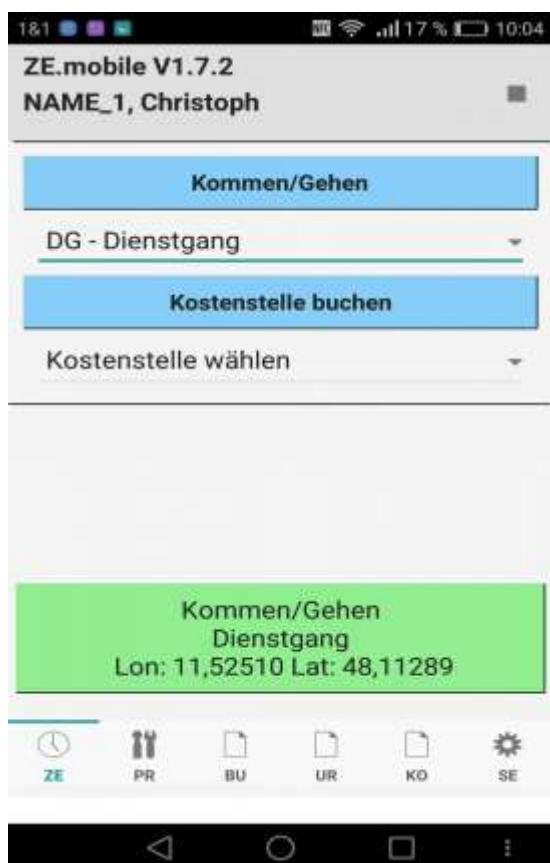 1&1 NFC 17 % 10:04
ZE.mobile V1.7.2
NAME_1, Christoph
Kommen/Gehen
DG - Dienstgang
Kostenstelle buchen
Kostenstelle wählen
Kommen/Gehen
Dienstgang
Lon: 11,52510 Lat: 48,11289
ZE PR BU UR KO SE